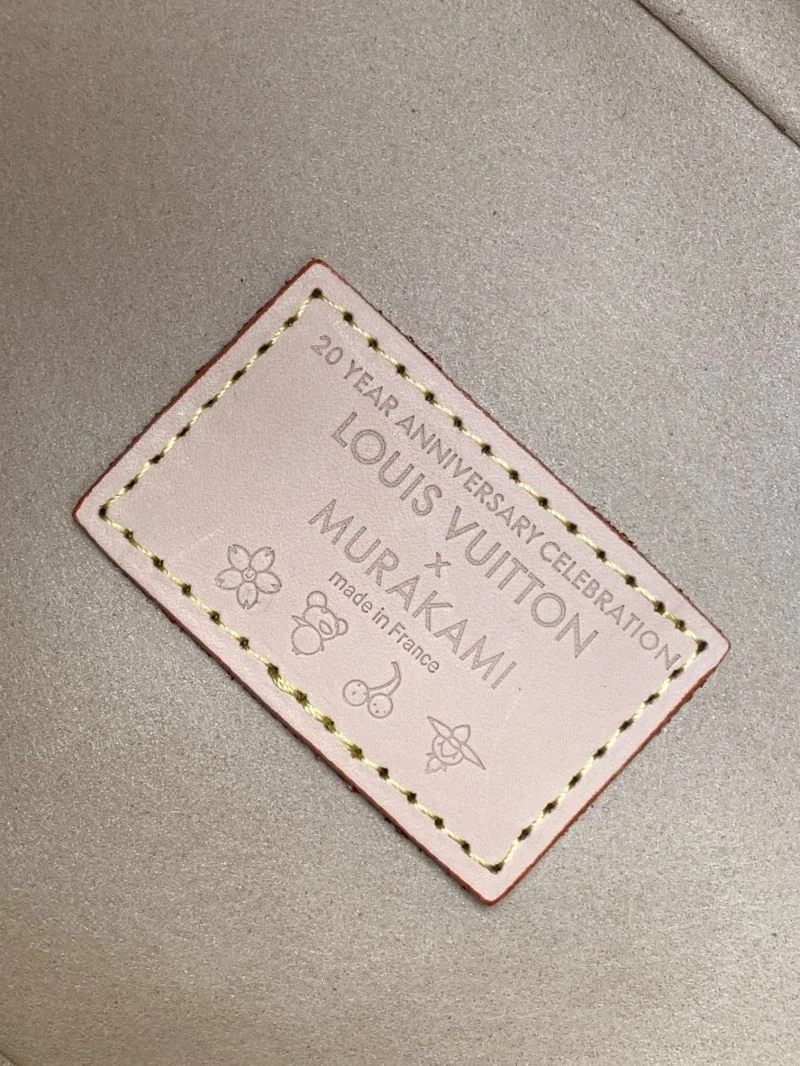 20 YEAR ANNIVERSARY CELEBRATION
LOUIS VUITTON
x
MURAKAMI
made in France